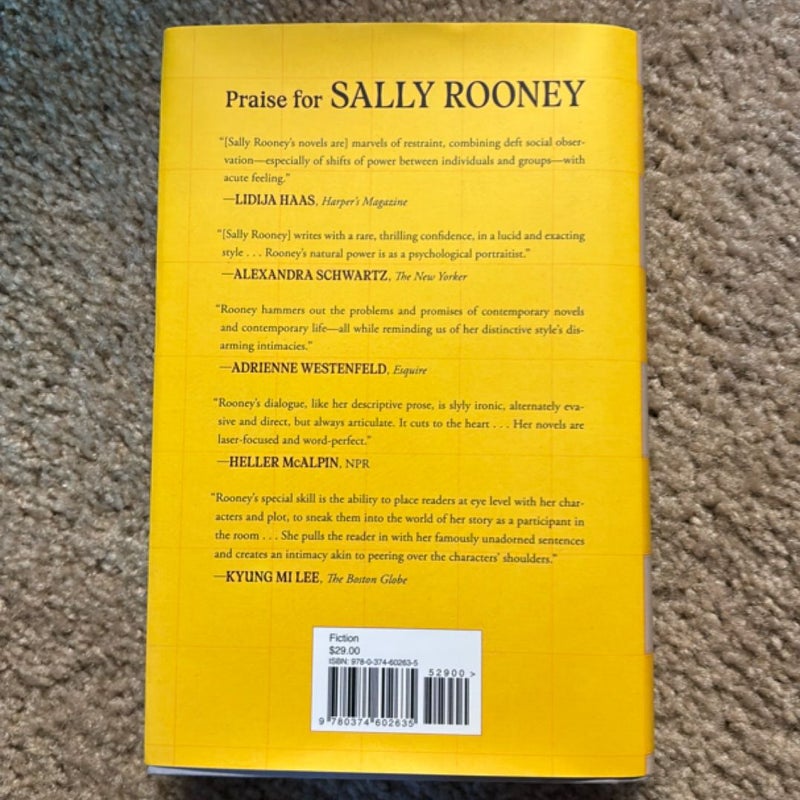 Praise for SALLY ROONEY
“[Sally Rooney’s novels are] marvels of restraint, combining deft social obser-
vation—especially of shifts of power between individuals and groups—with
acute feeling.”
—LIDIJA HAAS, Harper’s Magazine
“[Sally Rooney] writes with a rare, thrilling confidence, in a lucid and exacting
style . . . Rooney’s natural power is as a psychological portraitist.”
—ALEXANDRA SCHWARTZ, The New Yorker
“Rooney hammers out the problems and promises of contemporary novels
and contemporary life—all while reminding us of her distinctive style’s dis-
arming intimacies.”
—ADRIENNE WESTENFELD, Esquire
“Rooney’s dialogue, like her descriptive prose, is slyly ironic, alternately eva-
sive and direct, but always articulate. It cuts to the heart . . . Her novels are
laser-focused and word-perfect.”
—HELLER McALPIN, NPR
“Rooney’s special skill is the ability to place readers at eye level with her char-
acters and plot, to sneak them into the world of her story as a participant in
the room . . . She pulls the reader in with her famously unadorned sentences
and creates an intimacy akin to peering over the characters’ shoulders.”
—KYUNG MI LEE, The Boston Globe
Fiction
$29.00
ISBN: 978-0-374-60263-5
52900 >
9 780374 602635